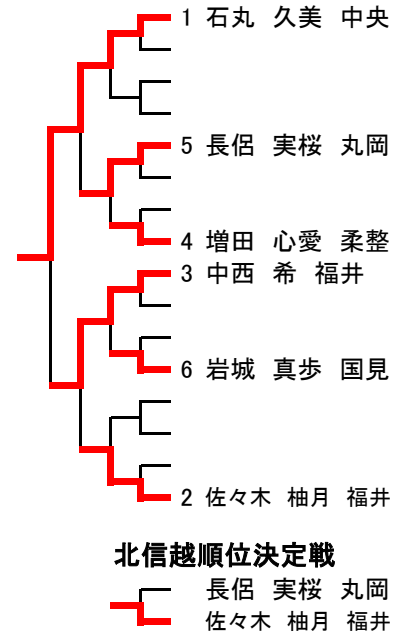 1 石丸 久美 中央
5 長侶 実桜 丸岡
4 増田 心愛 柔整
3 中西 希 福井
6 岩城 真歩 国見
2 佐々木 柚月 福井
北信越順位決定戦
長侶 実桜 丸岡
佐々木 柚月 福井